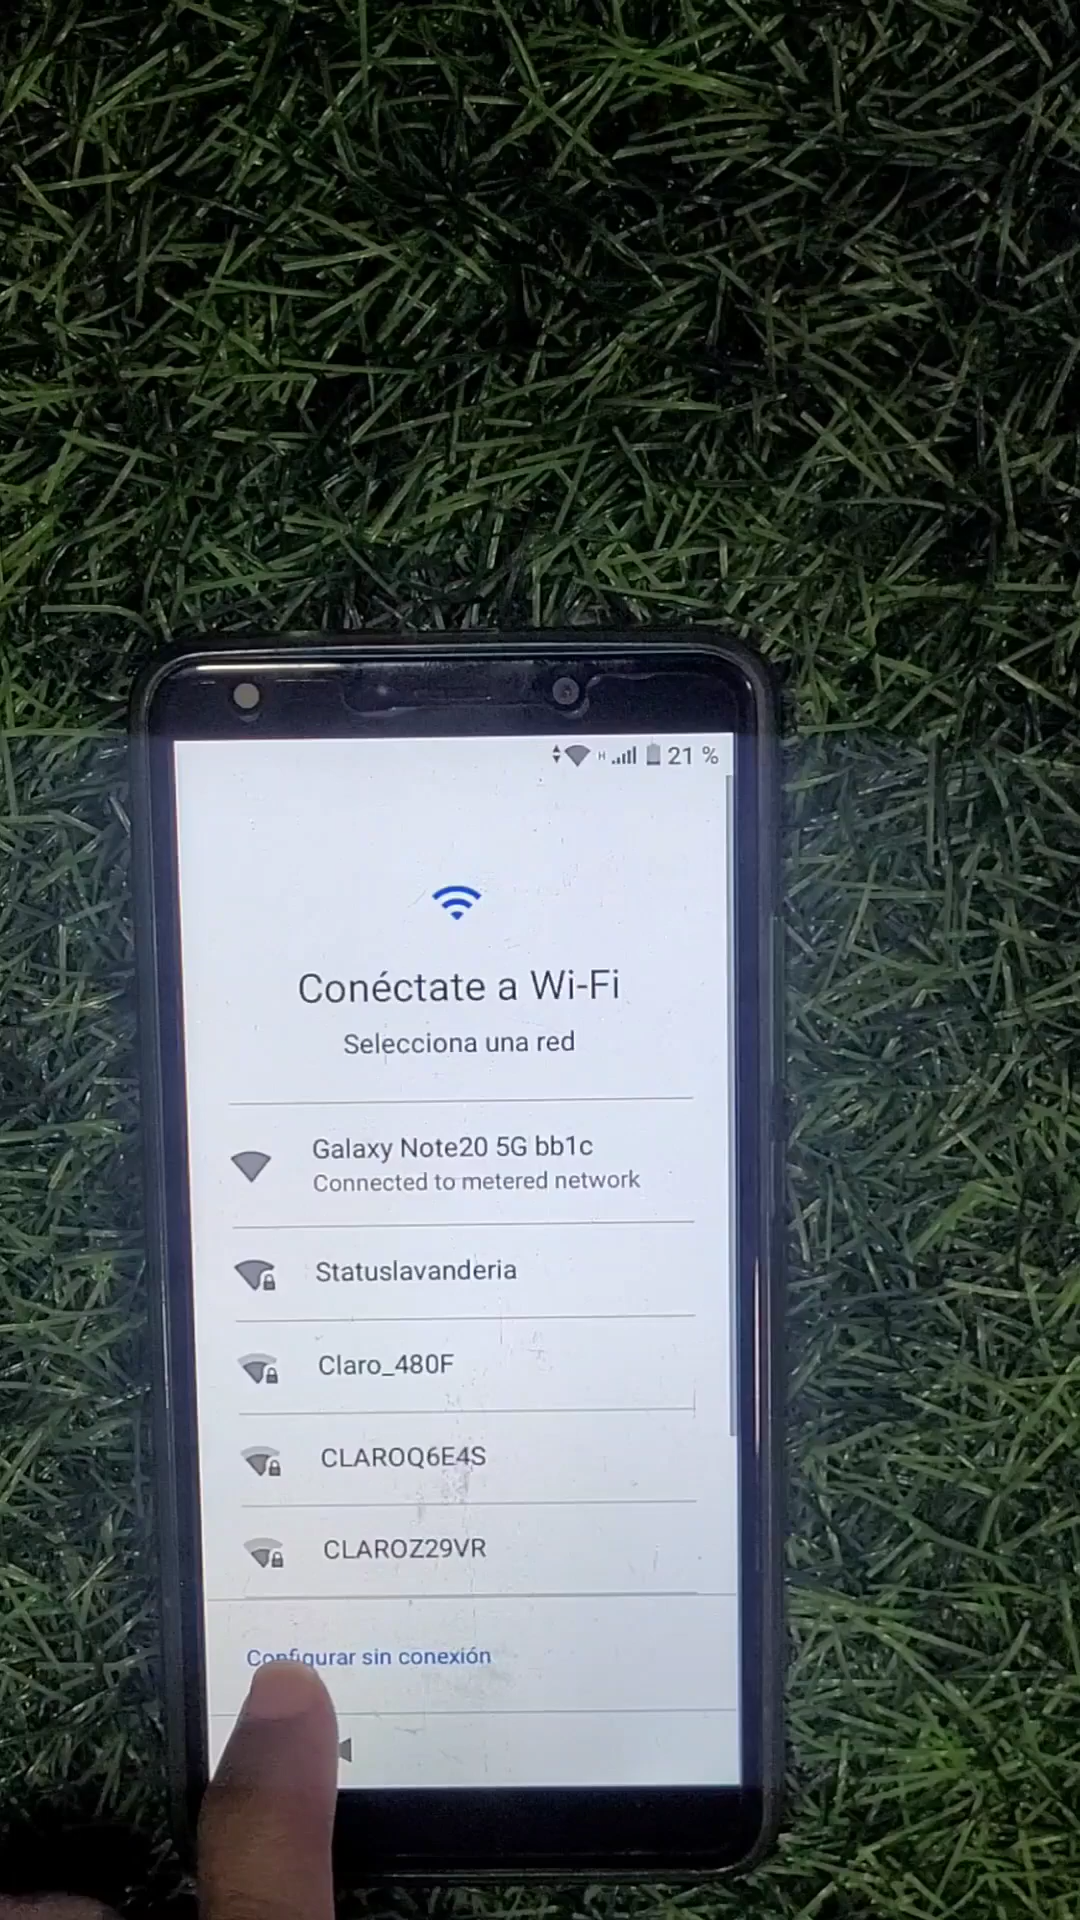 H 21 %
Conéctate a Wi-Fi
Selecciona una red
Galaxy Note20 5G bb1c
Connected to metered network
Statuslavanderia
Claro_480F
CLAROQ6E4S
CLAROZ29VR
Configurar sin conexión